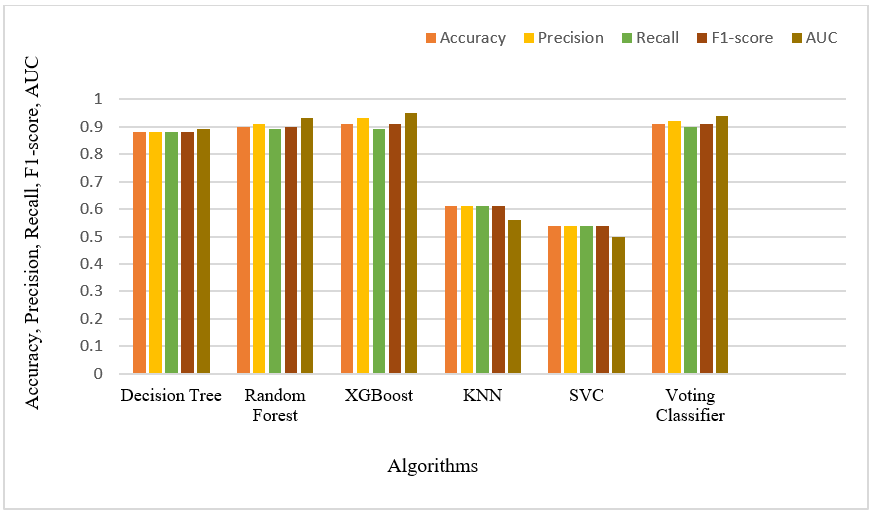 Accuracy Precision Recall F1-score AUC
Accuracy, Precision, Recall, F1-score, AUC
1
0.9
0.8
0.7
0.6
0.5
0.4
0.3
0.2
0.1
0
Decision Tree Random Forest XGBoost KNN SVC Voting Classifier
Algorithms